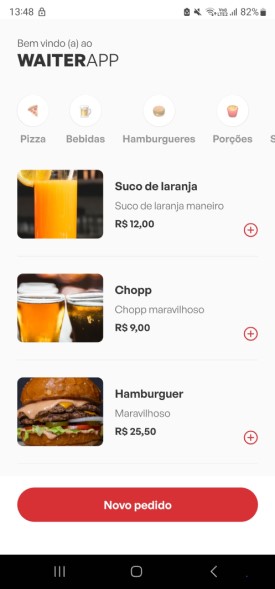 13:48
82%
Bem vindo (a) ao
WAITERAPP
Pizza
Bebidas
Hamburgueres
Porções
S
Suco de laranja
Suco de laranja maneiro
R$ 12,00
Chopp
Chopp maravilhoso
R$ 9,00
Hamburguer
Maravilhoso
R$ 25,50
Novo pedido